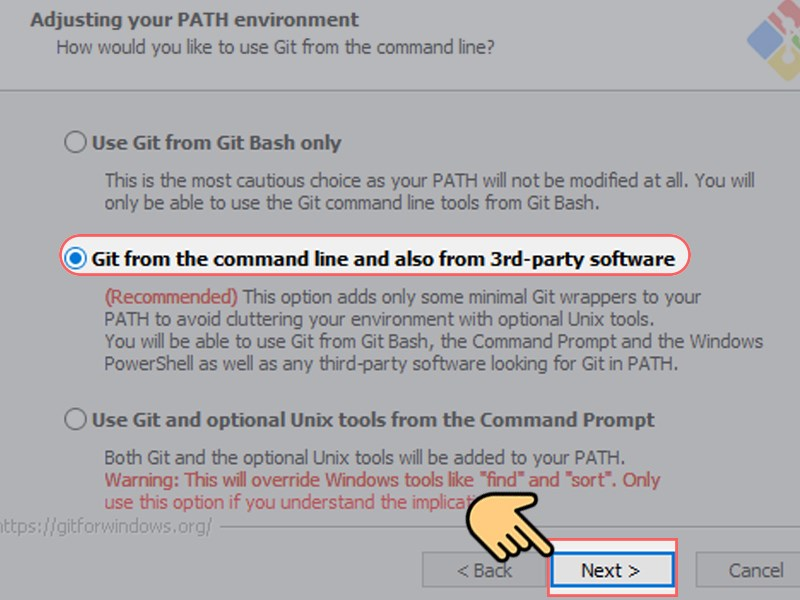 Adjusting your PATH environment
How would you like to use Git from the command line?
Use Git from Git Bash only
This is the most cautious choice as your PATH will not be modified at all. You will
only be able to use the Git command line tools from Git Bash.
Git from the command line and also from 3rd-party software
(Recommended) This option adds only some minimal Git wrappers to your
PATH to avoid cluttering your environment with optional Unix tools.
You will be able to use Git from Git Bash, the Command Prompt and the Windows
PowerShell as well as any third-party software looking for Git in PATH.
Use Git and optional Unix tools from the Command Prompt
Both Git and the optional Unix tools will be added to your PATH.
Warning: This will override Windows tools like "find" and "sort". Only
use this option if you understand the
https://gitforwindows.org/
< Back
Next >
Cancel